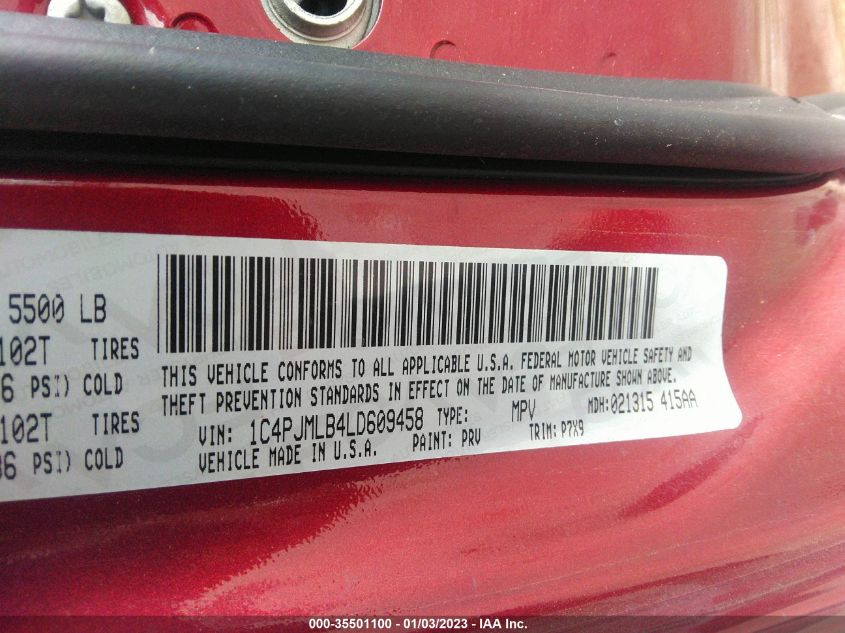 5500 LB
102T TIRES
6 PSI) COLD
102T TIRES
36 PSI) COLD
THIS VEHICLE CONFORMS TO ALL APPLICABLE U.S.A. FEDERAL MOTOR VEHICLE SAFETY AND
THEFT PREVENTION STANDARDS IN EFFECT ON THE DATE OF MANUFACTURE SHOWN ABOVE.
VIN: 1C4PJMLB4LD609458 TYPE: MPV MDH:021315 415AA
VEHICLE MADE IN U.S.A. PAINT: PRV TRIM: P7X9
000-35501100 - 01/03/2023 - IAA Inc.